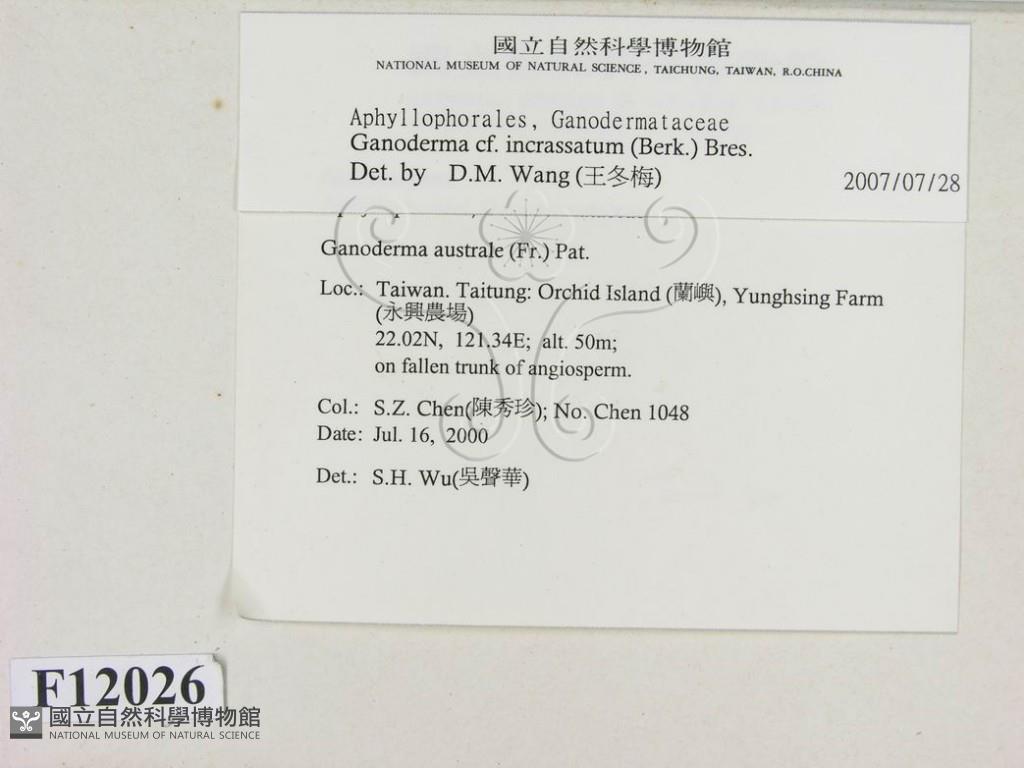 國立自然科學博物館
NATIONAL MUSEUM OF NATURAL SCIENCE, TAICHUNG, TAIWAN, R.O.CHINA
Aphyllophorales, Ganodermataceae
Ganoderma cf. incrassatum (Berk.) Bres.
Det. by D.M. Wang (王冬梅)
2007/07/28
Ganoderma australe (Fr.) Pat.
Loc.: Taiwan. Taitung: Orchid Island (蘭嶼), Yunghsing Farm
(永興農場)
22.02N, 121.34E; alt. 50m;
on fallen trunk of angiosperm.
Col.: S.Z. Chen(陳秀珍); No. Chen 1048
Date: Jul. 16, 2000
Det.: S.H. Wu(吳聲華)
F12026
國立自然科學博物館
NATIONAL MUSEUM OF NATURAL SCIENCE